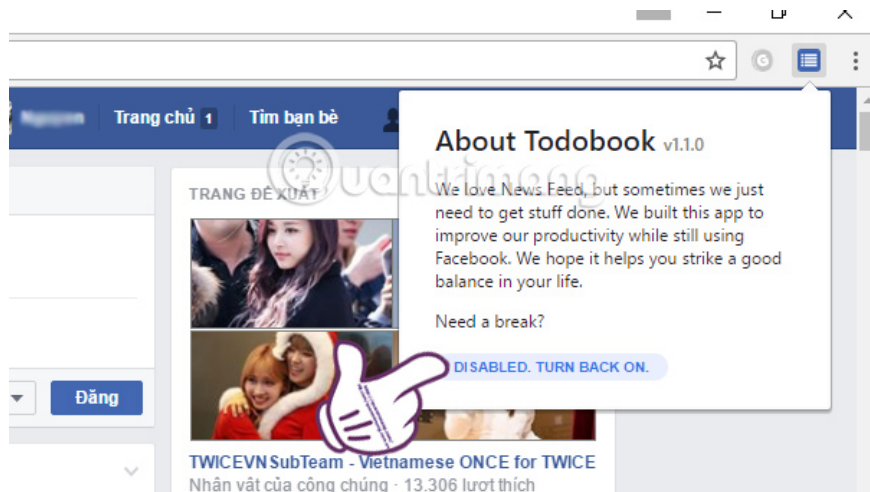 Trang chủ 1
Tìm bạn bè
About Todobook v1.1.0
We love News Feed, but sometimes we just
need to get stuff done. We built this app to
improve our productivity while still using
Facebook. We hope it helps you strike a good
balance in your life.
Need a break?
DISABLED. TURN BACK ON.
TRANG ĐỀ XUẤT
Quantrimang
Đăng
TWICEVN SubTeam - Vietnamese ONCE for TWICE
Nhân vật của công chúng · 13.306 lượt thích